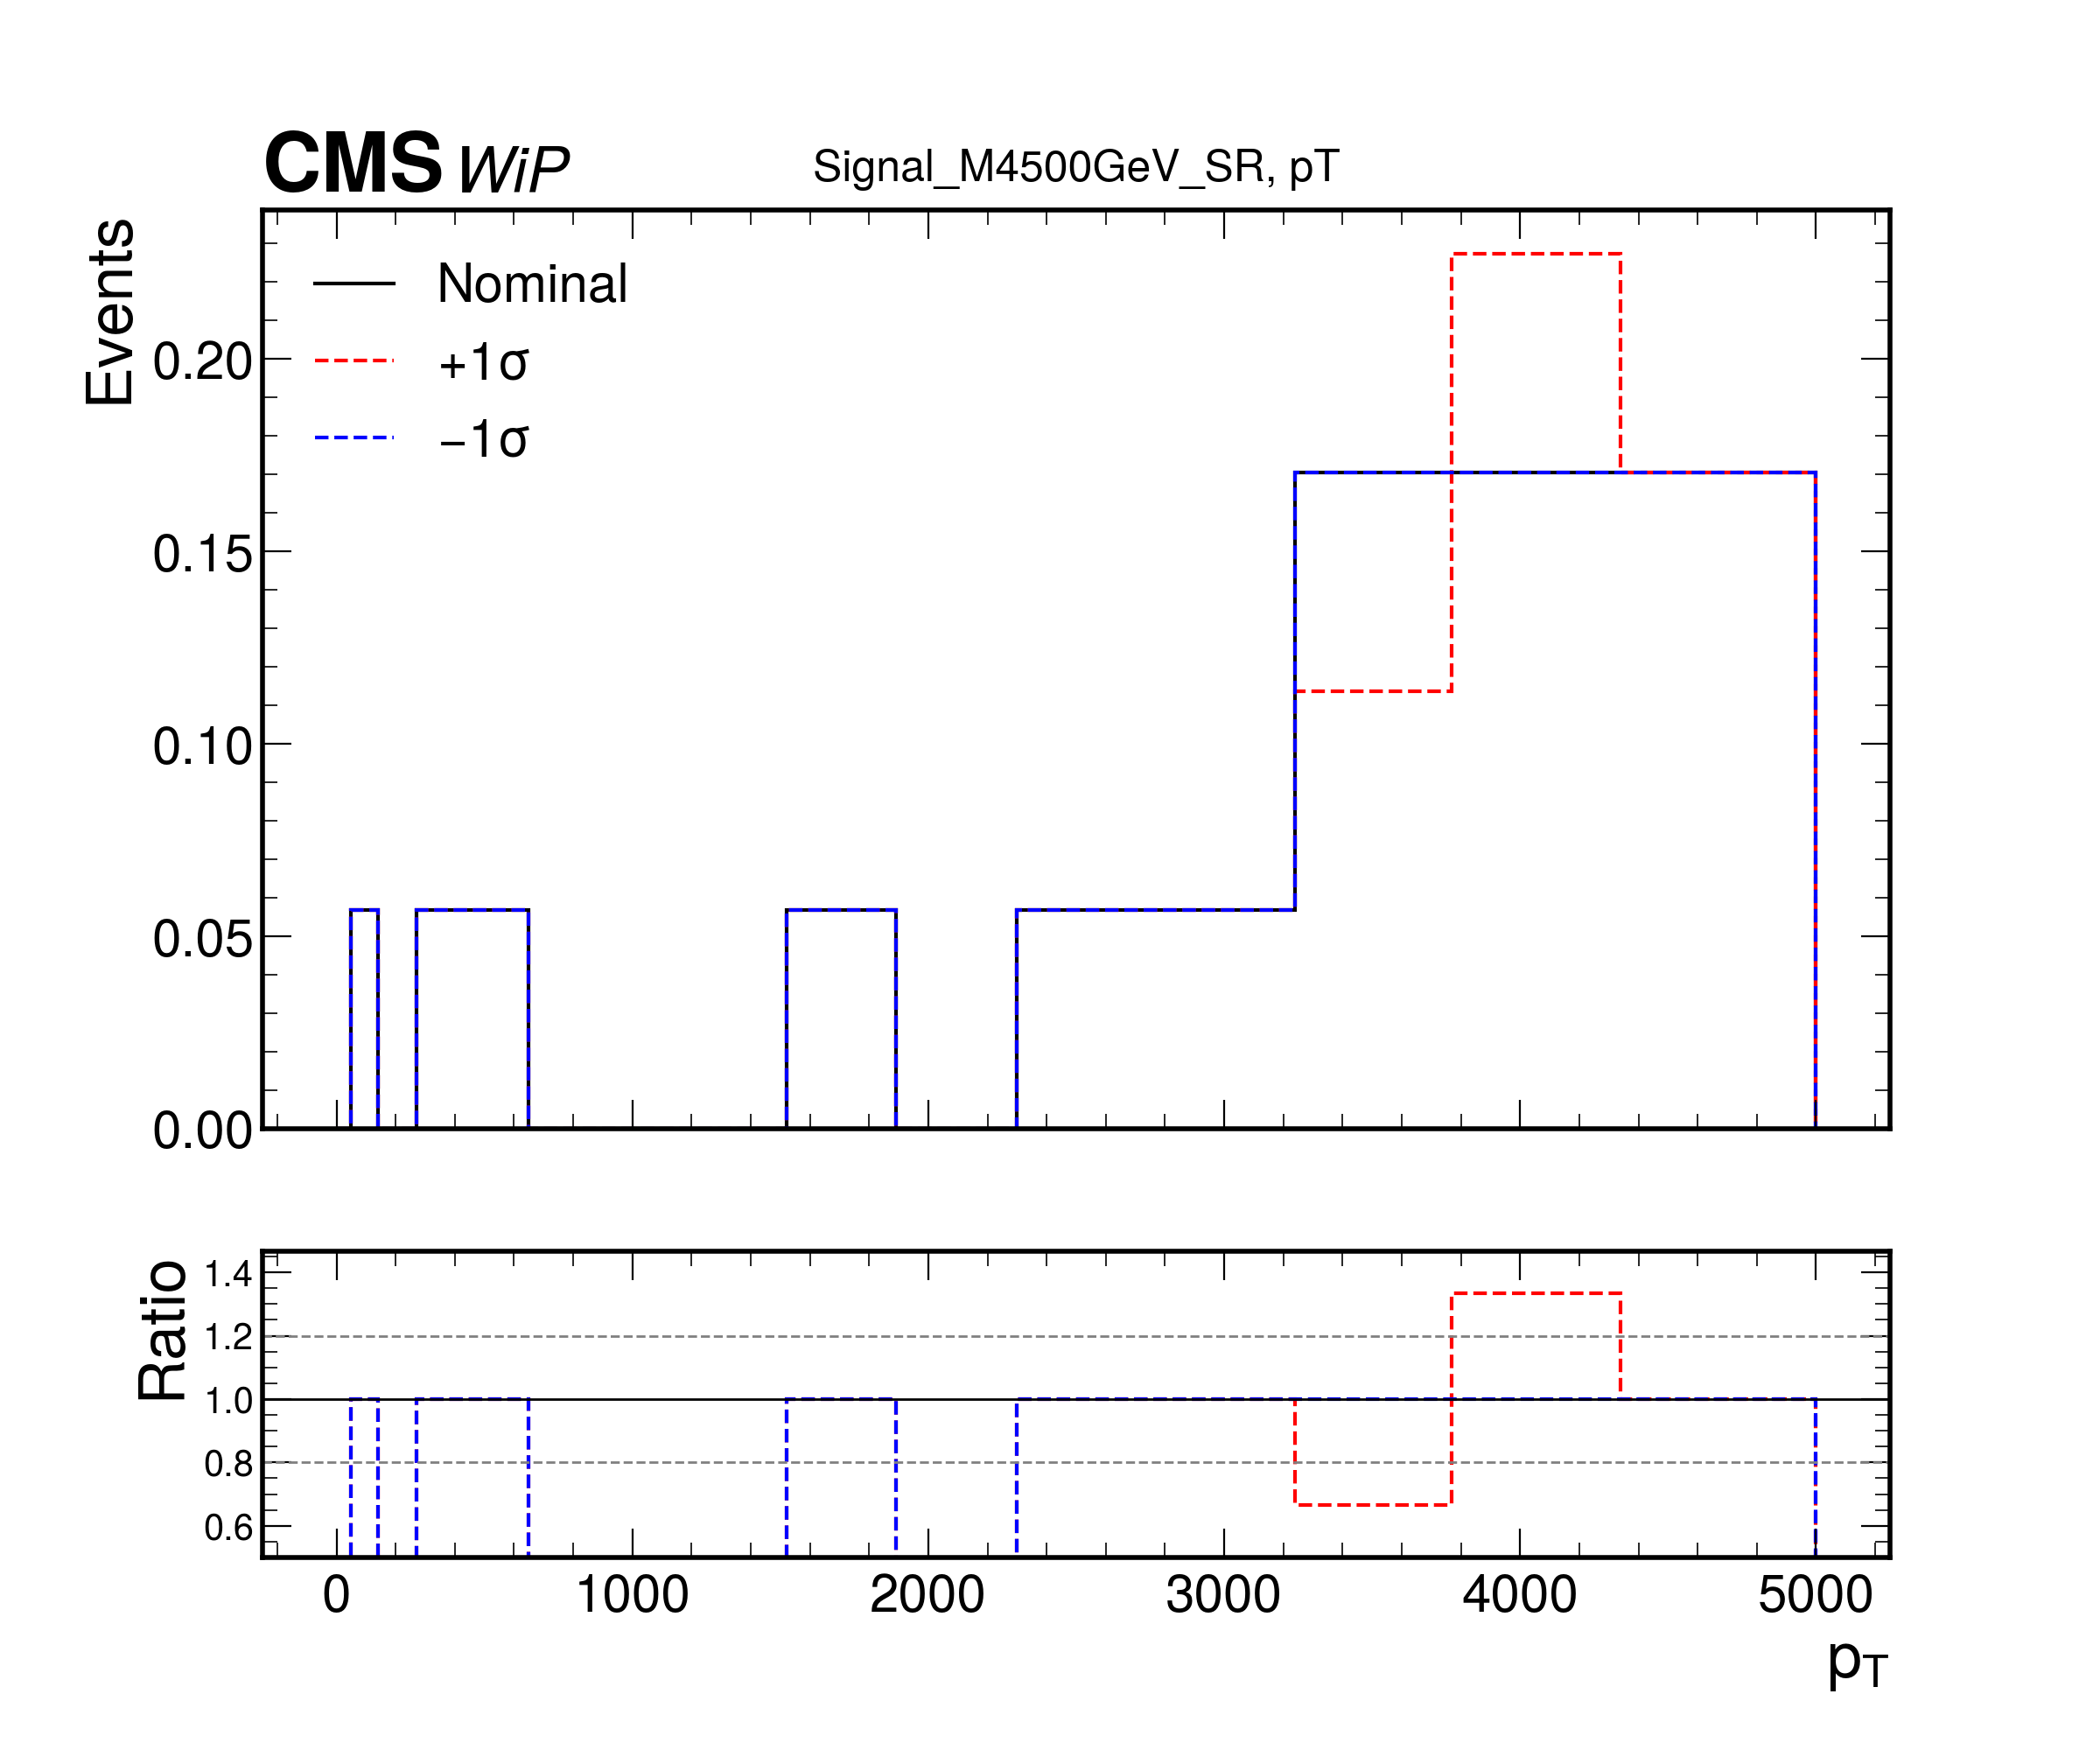 CMS WiP
Signal_M4500GeV_SR, pT
Events
Nominal
+1σ
−1σ
0.20
0.15
0.10
0.05
0.00
Ratio
1.4
1.2
1.0
0.8
0.6
0 1000 2000 3000 4000 5000
pT